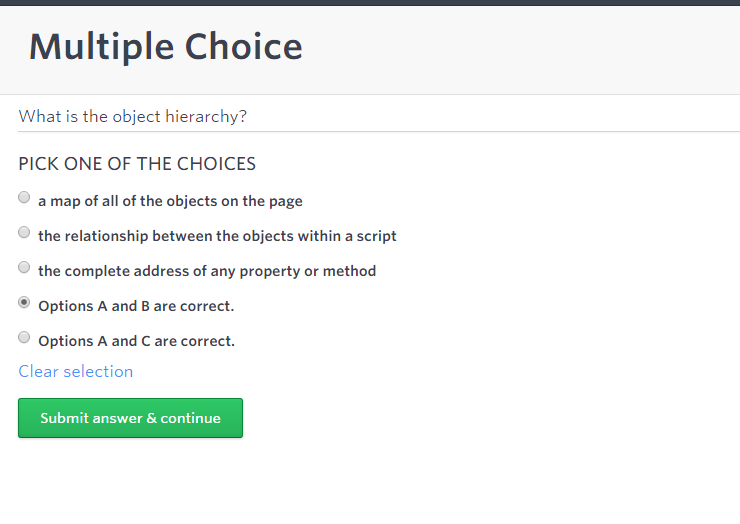 Multiple Choice
What is the object hierarchy?
PICK ONE OF THE CHOICES
a map of all of the objects on the page
the relationship between the objects within a script
the complete address of any property or method
Options A and B are correct.
Options A and C are correct.
Clear selection
Submit answer & continue